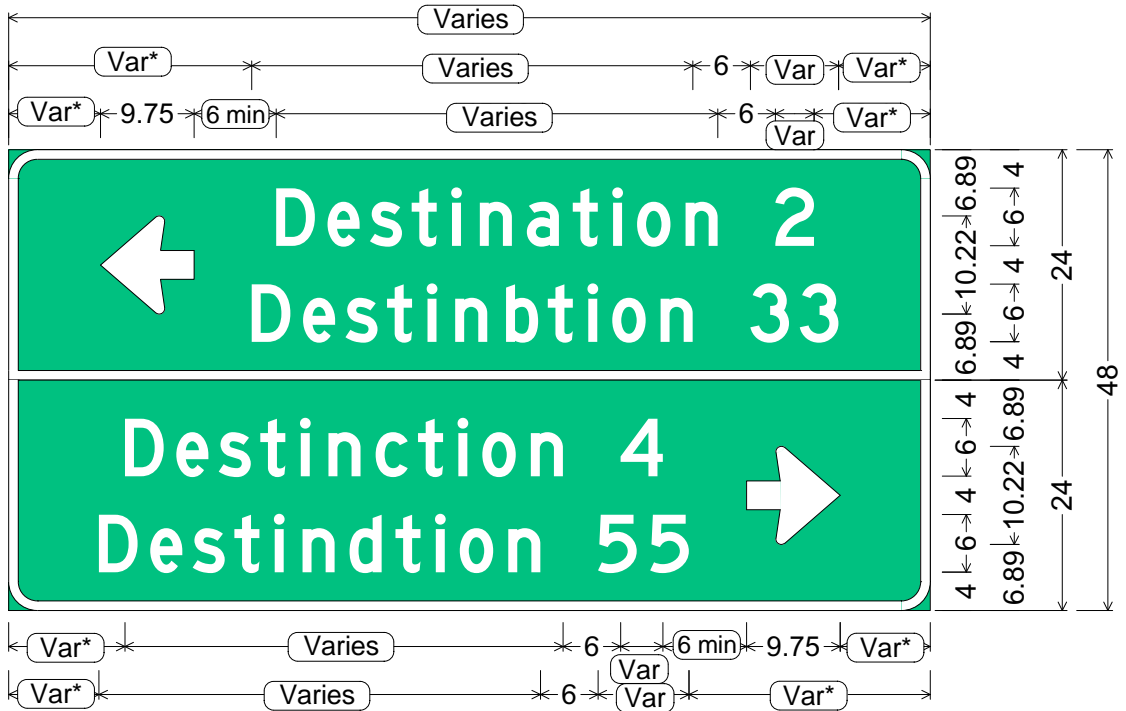 Varies
Var* Varies 6 Var Var*
Var* 9.75 6 min Varies 6 Var Var*
Destination 2
Destinbtion 33
Destinction 4
Destindtion 55
6.89 10.22 6.89
4 6 4 6 4
24
4 6 4 6 4
6.89 10.22 6.89
24
48
Var* Varies 6 Var 6 min 9.75 Var*
Var* Varies 6 Var Var*